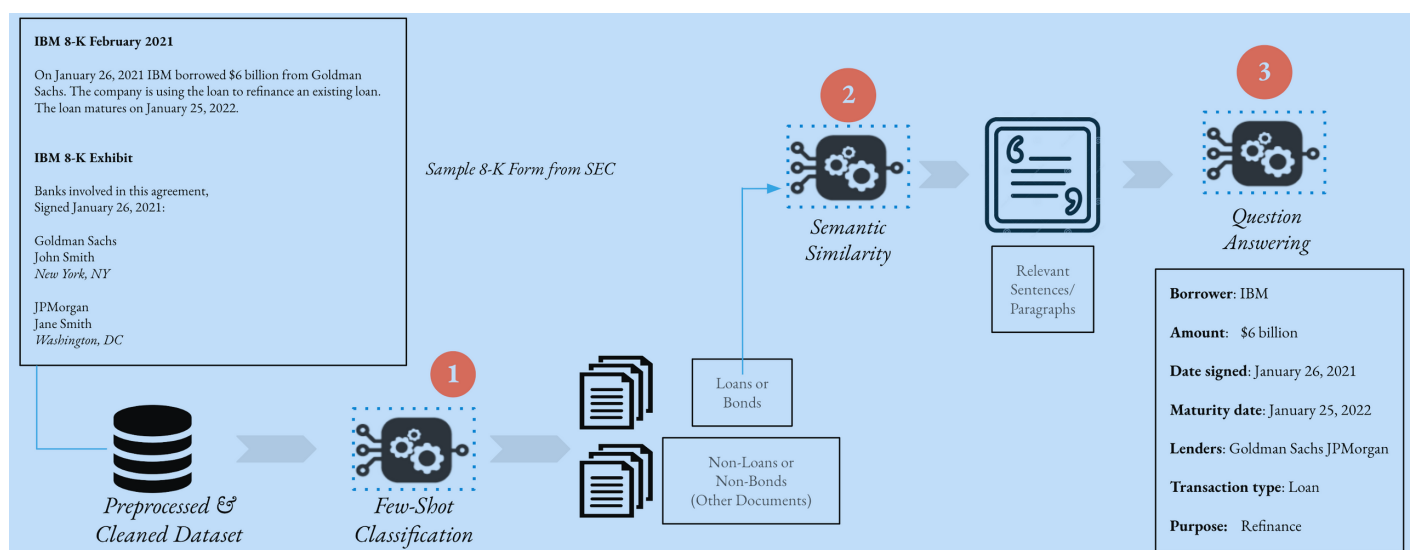 IBM 8-K February 2021
On January 26, 2021 IBM borrowed $6 billion from Goldman
Sachs. The company is using the loan to refinance an existing loan.
The loan matures on January 25, 2022.
IBM 8-K Exhibit
Banks involved in this agreement,
Signed January 26, 2021:
Goldman Sachs
John Smith
New York, NY
JPMorgan
Jane Smith
Washington, DC
Sample 8-K Form from SEC
Preprocessed &
Cleaned Dataset
1
Few-Shot
Classification
Loans or
Bonds
Non-Loans or
Non-Bonds
(Other Documents)
2
Semantic
Similarity
Relevant
Sentences/
Paragraphs
3
Question
Answering
Borrower: IBM
Amount: $6 billion
Date signed: January 26, 2021
Maturity date: January 25, 2022
Lenders: Goldman Sachs JPMorgan
Transaction type: Loan
Purpose: Refinance